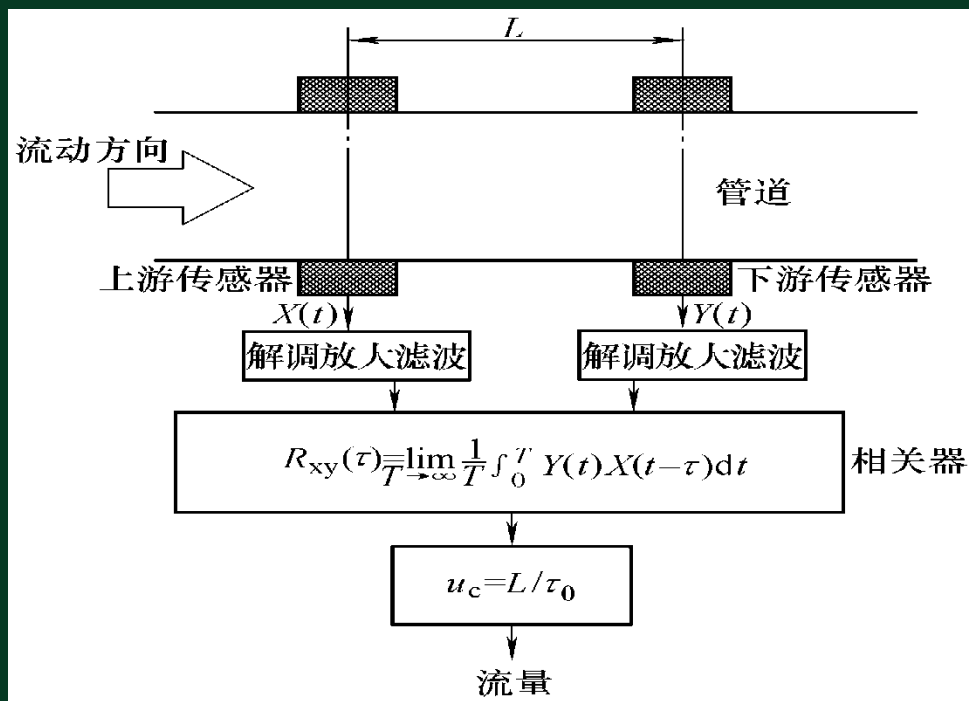 L
流动方向
管道
上游传感器
下游传感器
X(t)
Y(t)
解调放大滤波
解调放大滤波
R_xy(τ)=lim_{T→∞} 1/T ∫_0^T Y(t)X(t−τ)dt
相关器
u_c=L/τ_0
流量